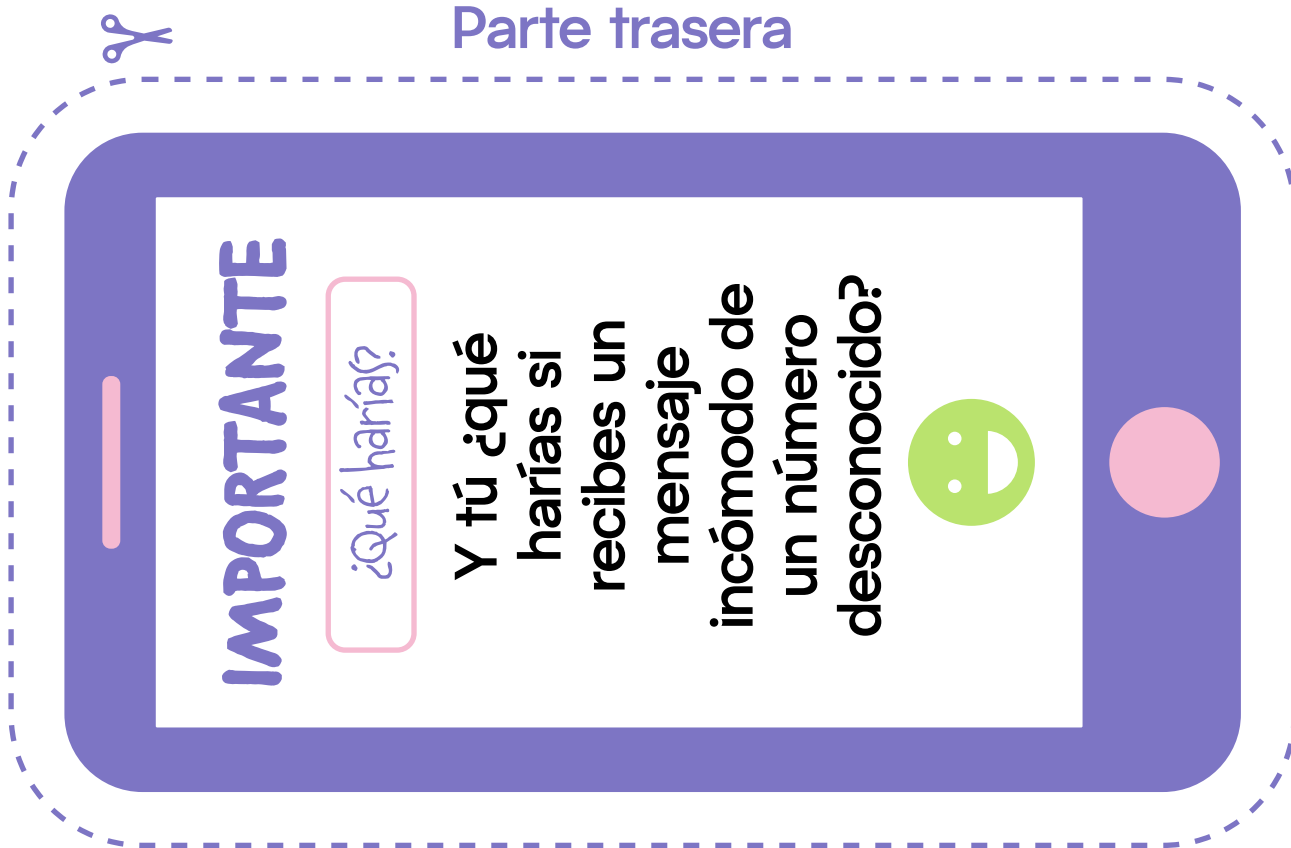 Parte trasera
IMPORTANTE
¿Qué harías?
Y tú ¿qué
harías si
recibes un
mensaje
incómodo de
un número
desconocido?